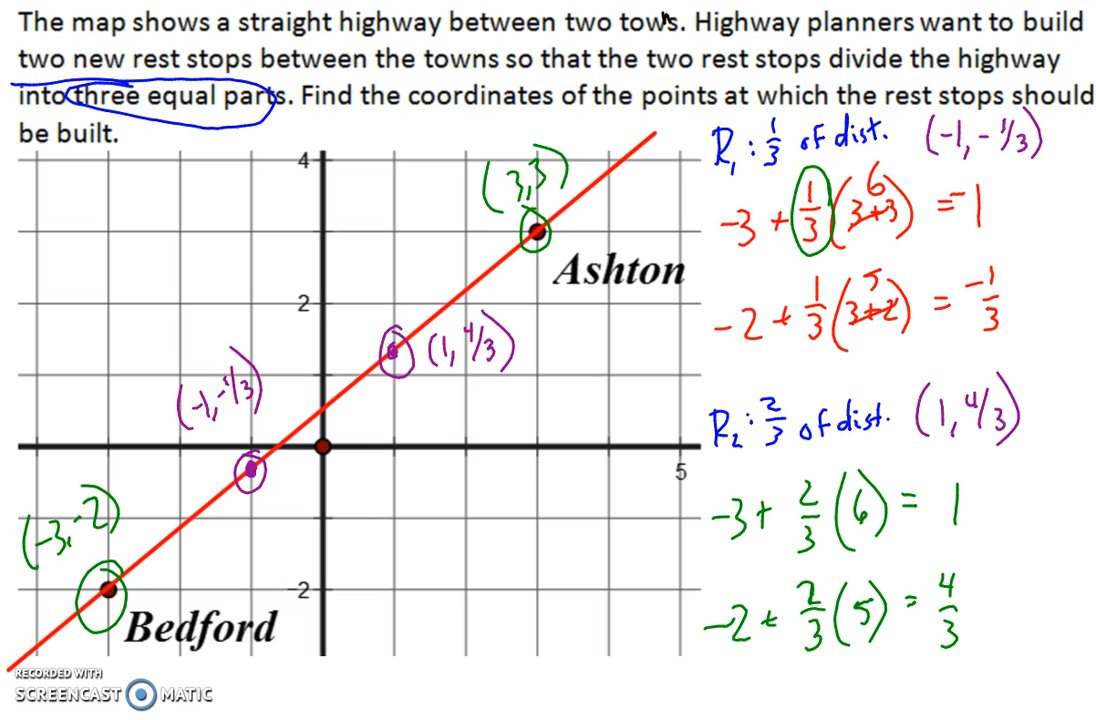 The map shows a straight highway between two towns. Highway planners want to build
two new rest stops between the towns so that the two rest stops divide the highway
into three equal parts. Find the coordinates of the points at which the rest stops should
be built.
R₁: 1/3 of dist. (-1, -1/3)
-3 + 1/3 (3+3) 6 = -1
-2 + 1/3 (3+2) 5 = -1/3
R₂: 2/3 of dist. (1, 4/3)
-3 + 2/3 (6) = 1
-2 + 2/3 (5) = 4/3
4
(3,3)
Ashton
2
(1, 4/3)
(-1, -1/3)
5
(-3, -2)
-2
Bedford
RECORDED WITH
SCREENCAST MATIC